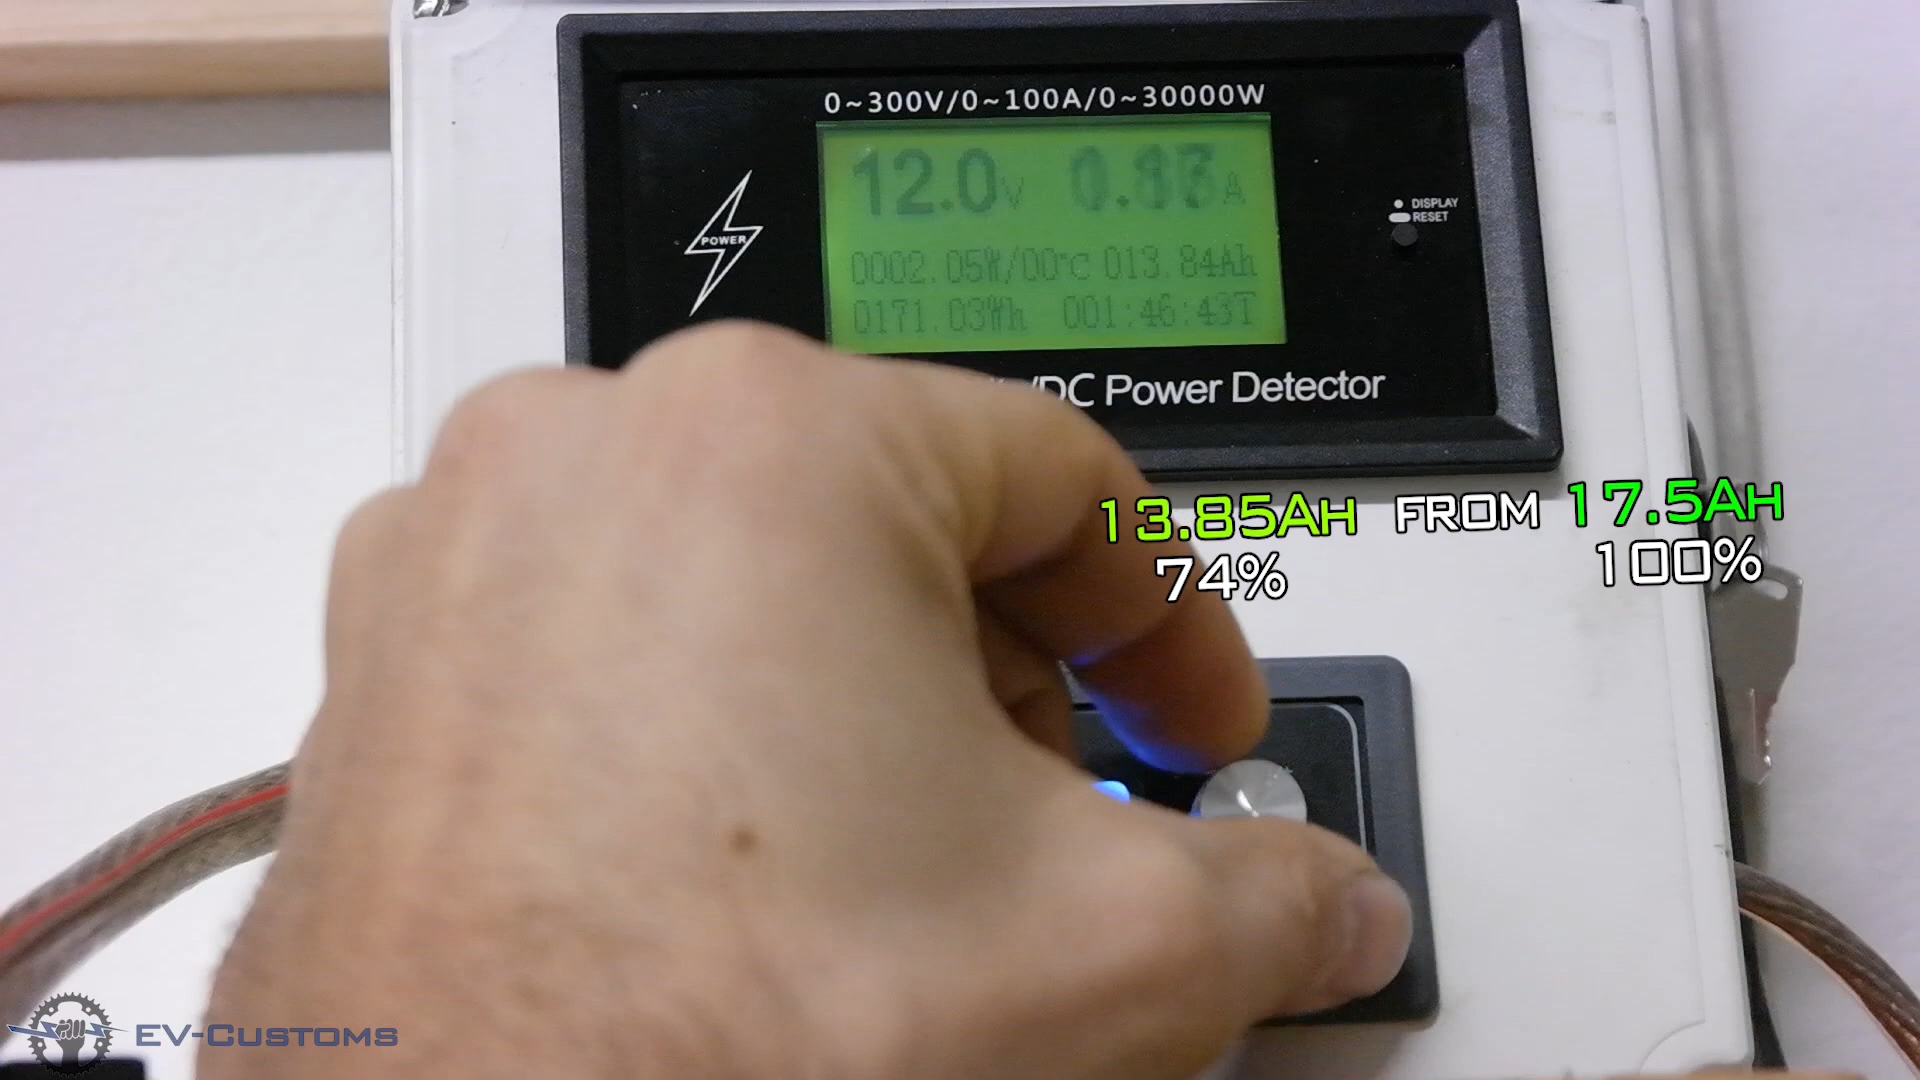 0~300V/0~100A/0~30000W
12.0V A
DISPLAY
RESET
POWER
0002.05W/00°C 013.84Ah
0171.03Wh 001:46:43T
/DC Power Detector
13.85AH FROM 17.5AH
74% 100%
EV-CUSTOMS